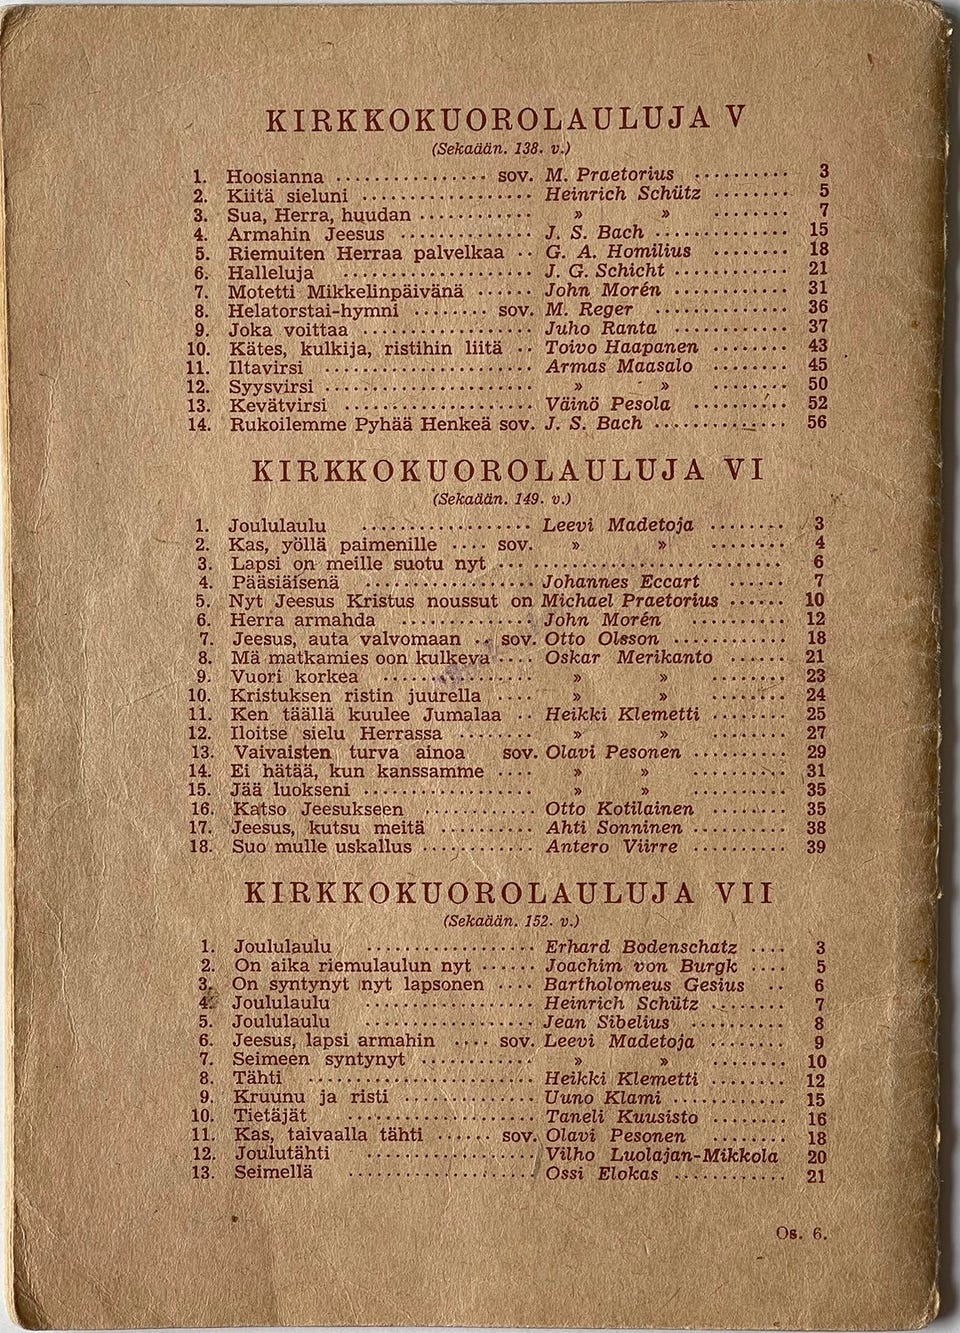 KIRKKOKUOROLAULUJA V
(Sekaään. 138. v.)
1. Hoosianna ................ sov. M. Praetorius .......... 3
2. Kiitä sieluni .................. Heinrich Schütz ........ 5
3. Sua, Herra, huudan ............ » » ........ 7
4. Armahin Jeesus .............. J. S. Bach .............. 15
5. Riemuiten Herraa palvelkaa .. G. A. Homilius ........ 18
6. Halleluja .................... J. G. Schicht ............ 21
7. Motetti Mikkelinpäivänä ...... John Morén ............ 31
8. Helatorstai-hymni ........ sov. M. Reger .............. 36
9. Joka voittaa .................. Juho Ranta ............ 37
10. Kätes, kulkija, ristihin liitä .. Toivo Haapanen ........ 43
11. Iltavirsi ...................... Armas Maasalo ........ 45
12. Syysvirsi ...................... » » ........ 50
13. Kevätvirsi .................... Väinö Pesola .......... 52
14. Rukoilemme Pyhää Henkeä sov. J. S. Bach .............. 56
KIRKKOKUOROLAULUJA VI
(Sekaään. 149. v.)
1. Joululaulu .................. Leevi Madetoja ........ 3
2. Kas, yöllä paimenille .... sov. » » ........ 4
3. Lapsi on meille suotu nyt .............................. 6
4. Pääsiäisenä .................. Johannes Eccart ...... 7
5. Nyt Jeesus Kristus noussut on Michael Praetorius ...... 10
6. Herra armahda .............. John Morén .......... 12
7. Jeesus, auta valvomaan .. sov. Otto Olsson ............ 18
8. Mä matkamies oon kulkeva .... Oskar Merikanto ...... 21
9. Vuori korkea ................ » » ........ 23
10. Kristuksen ristin juurella .... » » ........ 24
11. Ken täällä kuulee Jumalaa .. Heikki Klemetti ........ 25
12. Iloitse sielu Herrassa ........ » » ........ 27
13. Vaivaisten turva ainoa sov. Olavi Pesonen .......... 29
14. Ei hätää, kun kanssamme .... » » .......... 31
15. Jää luokseni .................. » » .......... 35
16. Katso Jeesukseen ............ Otto Kotilainen ........ 35
17. Jeesus, kutsu meitä .......... Ahti Sonninen .......... 38
18. Suo mulle uskallus ............ Antero Viirre .......... 39
KIRKKOKUOROLAULUJA VII
(Sekaään. 152. v.)
1. Joululaulu .................. Erhard Bodenschatz .... 3
2. On aika riemulaulun nyt ...... Joachim von Burgk .... 5
3. On syntynyt nyt lapsonen .... Bartholomeus Gesius .. 6
4. Joululaulu .................. Heinrich Schütz ........ 7
5. Joululaulu .................. Jean Sibelius .......... 8
6. Jeesus, lapsi armahin .... sov. Leevi Madetoja ........ 9
7. Seimeen syntynyt ............ » » ........ 10
8. Tähti ........................ Heikki Klemetti ........ 12
9. Kruunu ja risti .............. Uuno Klami ............ 15
10. Tietäjät .................... Taneli Kuusisto ........ 16
11. Kas, taivaalla tähti ...... sov. Olavi Pesonen ........ 18
12. Joulutähti .................. Vilho Luolajan-Mikkola 20
13. Seimellä .................... Ossi Elokas ............ 21
Os. 6.